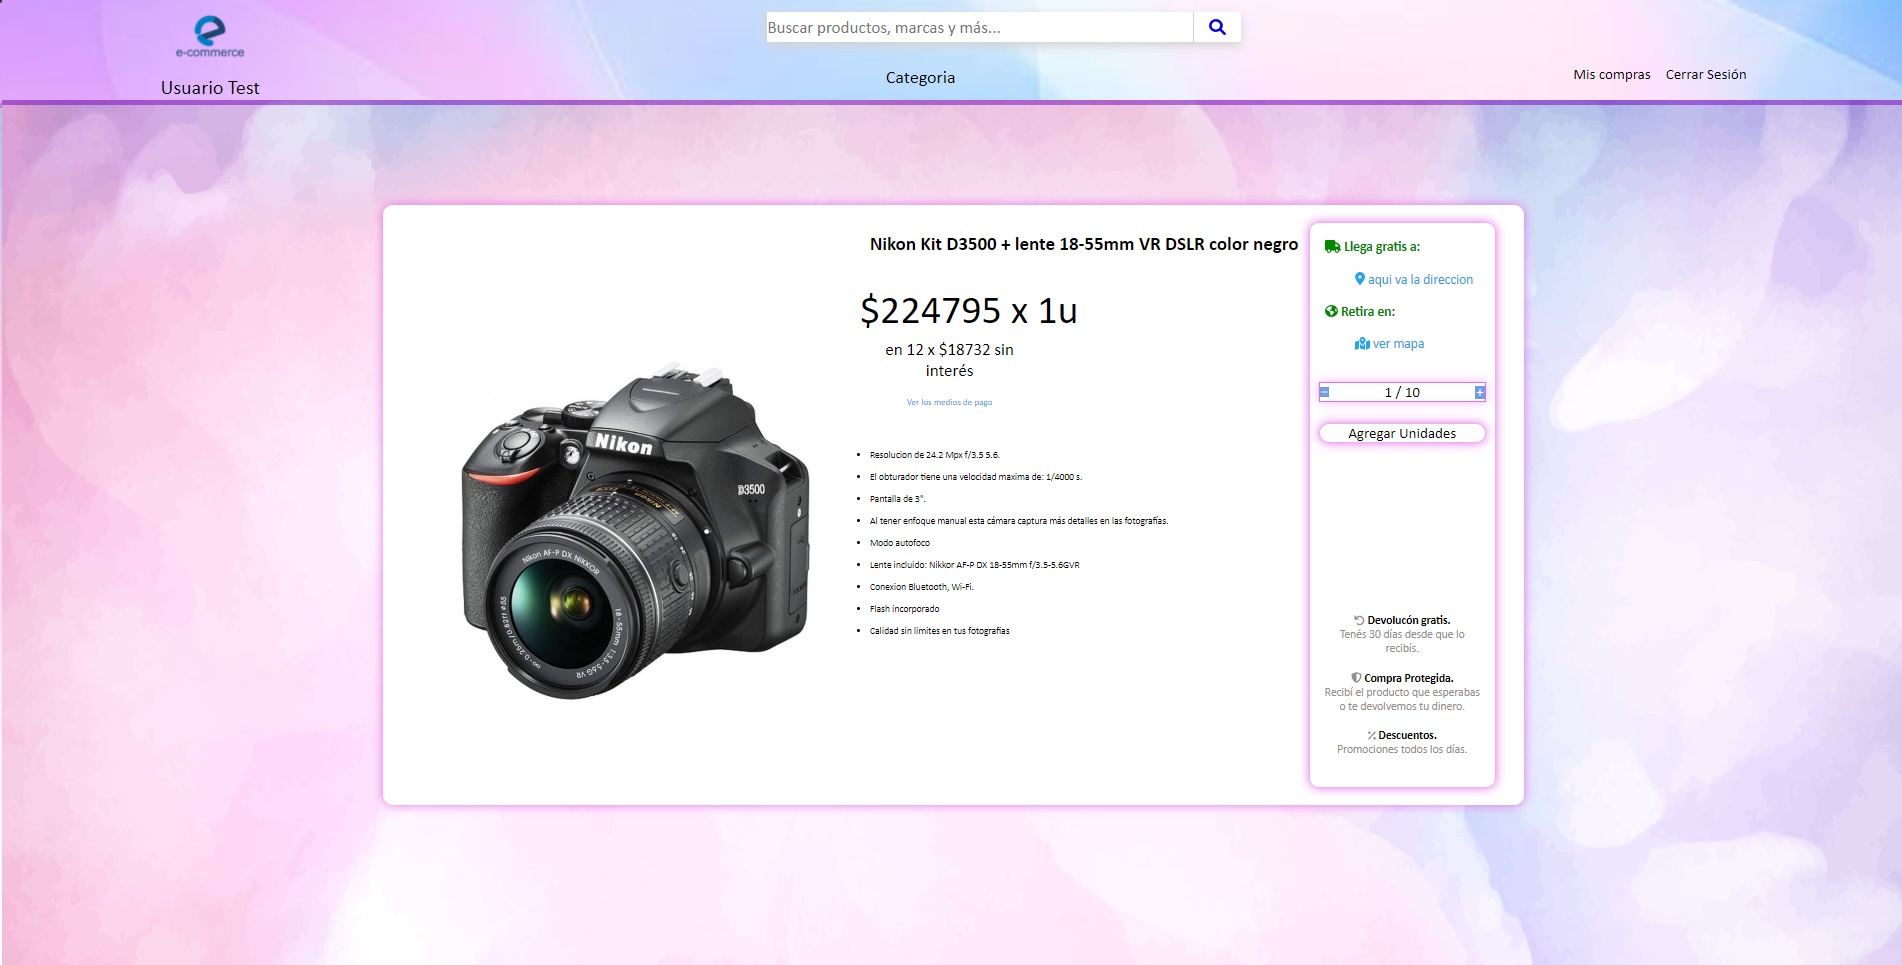 e-commerce
Buscar productos, marcas y más...
Usuario Test
Categoria
Mis compras
Cerrar Sesión
Nikon Kit D3500 + lente 18-55mm VR DSLR color negro
$224795 x 1u
en 12 x $18732 sin
interés
Ver los medios de pago
Nikon
D3500
Nikon AF-P DX NIKKOR
18-55mm 1:3.5-5.6G VR
∞-0.25m/0.82ft ø55
Resolucion de 24.2 Mpx f/3.5 5.6.
El obturador tiene una velocidad maxima de: 1/4000 s.
Pantalla de 3".
Al tener enfoque manual esta cámara captura más detalles en las fotografías.
Modo autofoco
Lente incluido: Nikkor AF-P DX 18-55mm f/3.5-5.6GVR
Conexion Bluetooth, Wi-Fi.
Flash incorporado
Calidad sin limites en tus fotografias
Llega gratis a:
aqui va la direccion
Retira en:
ver mapa
1 / 10
Agregar Unidades
Devolucón gratis.
Tenés 30 días desde que lo
recibís.
Compra Protegida.
Recibí el producto que esperabas
o te devolvemos tu dinero.
Descuentos.
Promociones todos los días.